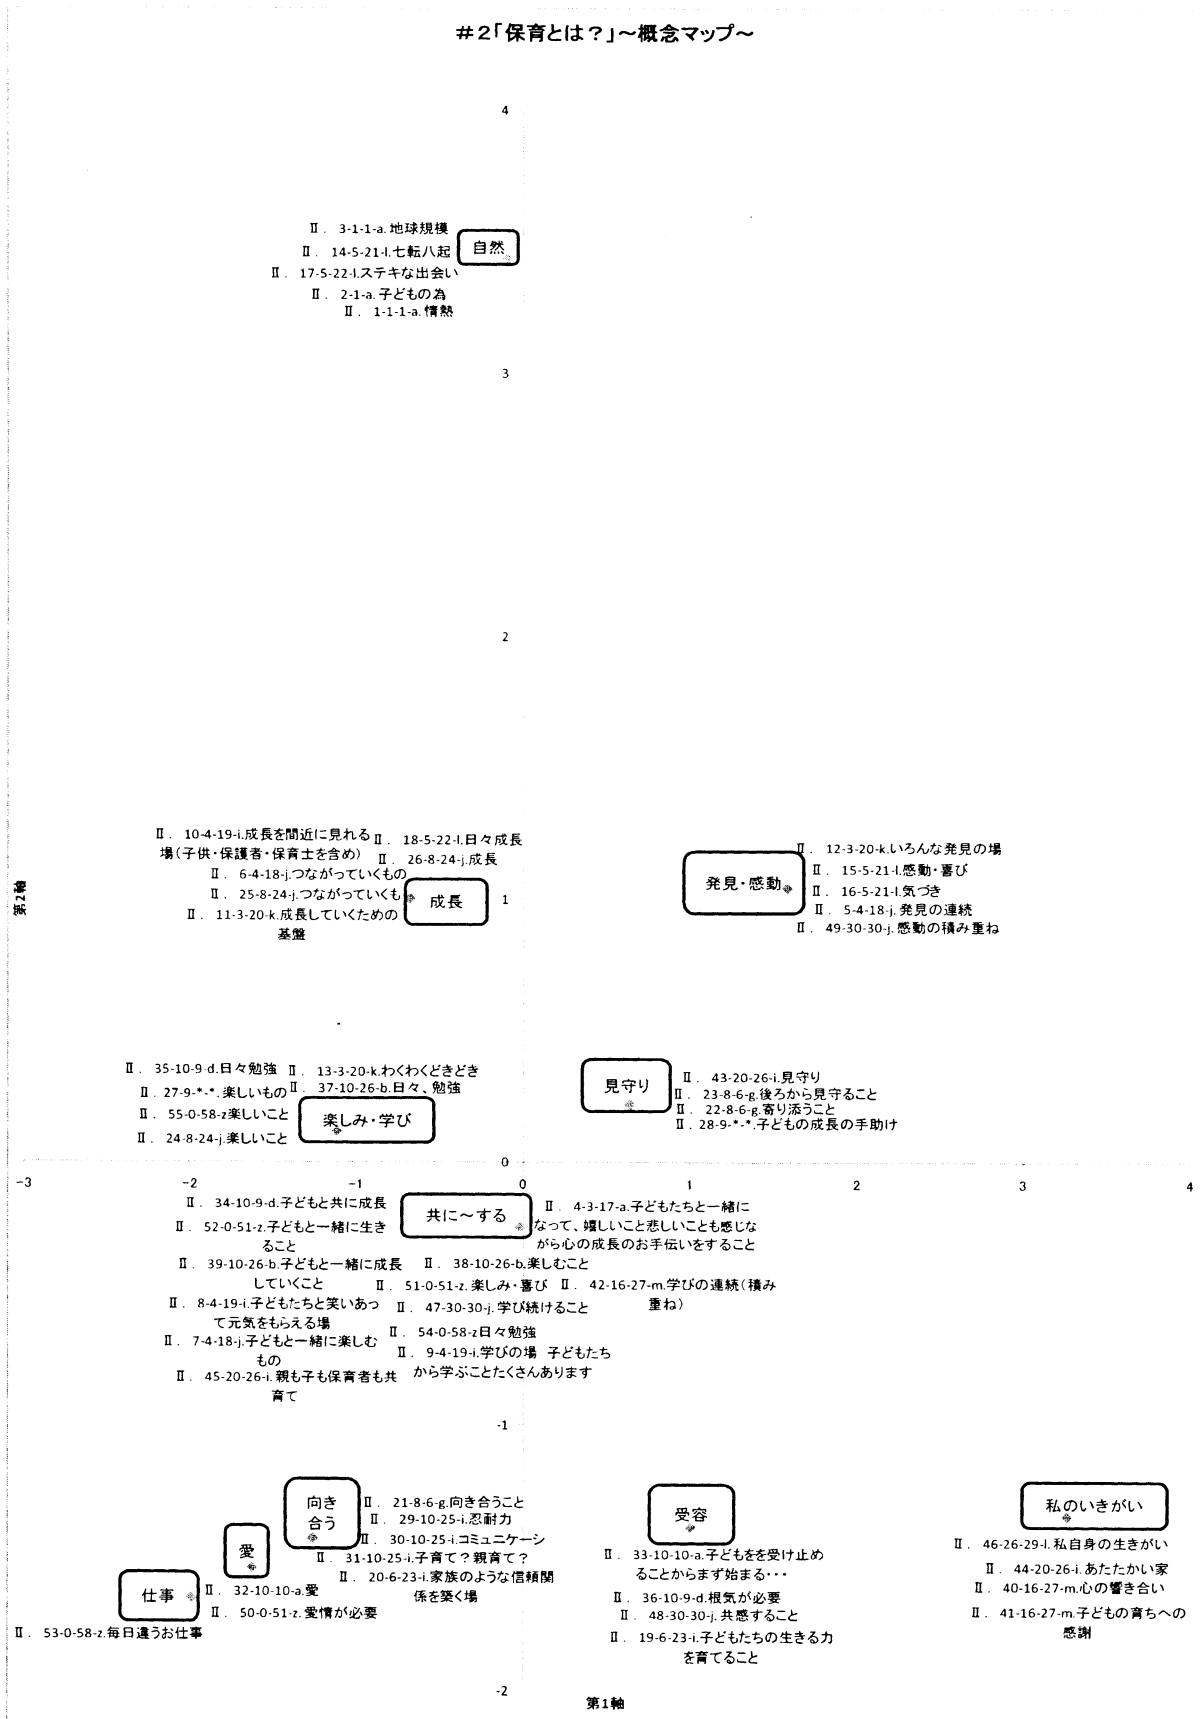 #2「保育とは?」~概念マップ~
4
Ⅱ. 3-1-1-a.地球規模
自然
Ⅱ. 14-5-21-l.七転八起
Ⅱ. 17-5-22-l.ステキな出会い
Ⅱ. 2-1-a.子どもの為
Ⅱ. 1-1-1-a.情熱
3
2
Ⅱ. 10-4-19-i.成長を間近に見れる
場(子供・保護者・保育士を含め)
Ⅱ. 18-5-22-l.日々成長
Ⅱ. 26-8-24-j.成長
Ⅱ. 6-4-18-j.つながっていくもの
Ⅱ. 25-8-24-j.つながっていくも
Ⅱ. 11-3-20-k.成長していくための
基盤
成長
1
第2軸
発見・感動
Ⅱ. 12-3-20-k.いろんな発見の場
Ⅱ. 15-5-21-l.感動・喜び
Ⅱ. 16-5-21-l.気づき
Ⅱ. 5-4-18-j.発見の連続
Ⅱ. 49-30-30-j.感動の積み重ね
Ⅱ. 35-10-9-d.日々勉強
Ⅱ. 13-3-20-k.わくわくどきどき
Ⅱ. 27-9-*-*.楽しいもの
Ⅱ. 37-10-26-b.日々、勉強
Ⅱ. 55-0-58-z楽しいこと
Ⅱ. 24-8-24-j.楽しいこと
楽しみ・学び
見守り
Ⅱ. 43-20-26-i.見守り
Ⅱ. 23-8-6-g.後ろから見守ること
Ⅱ. 22-8-6-g.寄り添うこと
Ⅱ. 28-9-*-*.子どもの成長の手助け
0
-3
-2
-1
0
1
2
3
4
Ⅱ. 34-10-9-d.子どもと共に成長
共に~する
Ⅱ. 4-3-17-a.子どもたちと一緒に
なって、嬉しいこと悲しいことも感じな
がら心の成長のお手伝いをすること
Ⅱ. 52-0-51-z.子どもと一緒に生き
ること
Ⅱ. 39-10-26-b.子どもと一緒に成長
していくこと
Ⅱ. 38-10-26-b.楽しむこと
Ⅱ. 51-0-51-z.楽しみ・喜び
Ⅱ. 42-16-27-m.学びの連続(積み
重ね)
Ⅱ. 8-4-19-i.子どもたちと笑いあっ
て元気をもらえる場
Ⅱ. 47-30-30-j.学び続けること
Ⅱ. 7-4-18-j.子どもと一緒に楽しむ
もの
Ⅱ. 54-0-58-z日々勉強
Ⅱ. 9-4-19-i.学びの場 子どもたち
から学ぶことたくさんあります
Ⅱ. 45-20-26-i.親も子も保育者も共
育て
-1
向き
合う
Ⅱ. 21-8-6-g.向き合うこと
Ⅱ. 29-10-25-i.忍耐力
Ⅱ. 30-10-25-i.コミュニケーシ
Ⅱ. 31-10-25-i.子育て?親育て?
Ⅱ. 20-6-23-i.家族のような信頼関
係を築く場
愛
Ⅱ. 32-10-10-a.愛
Ⅱ. 50-0-51-z.愛情が必要
仕事
Ⅱ. 53-0-58-z.毎日違うお仕事
受容
Ⅱ. 33-10-10-a.子どもをを受け止め
ることからまず始まる・・・
Ⅱ. 36-10-9-d.根気が必要
Ⅱ. 48-30-30-j.共感すること
Ⅱ. 19-6-23-i.子どもたちの生きる力
を育てること
私のいきがい
Ⅱ. 46-26-29-l.私自身の生きがい
Ⅱ. 44-20-26-i.あたたかい家
Ⅱ. 40-16-27-m.心の響き合い
Ⅱ. 41-16-27-m.子どもの育ちへの
感謝
-2
第1軸